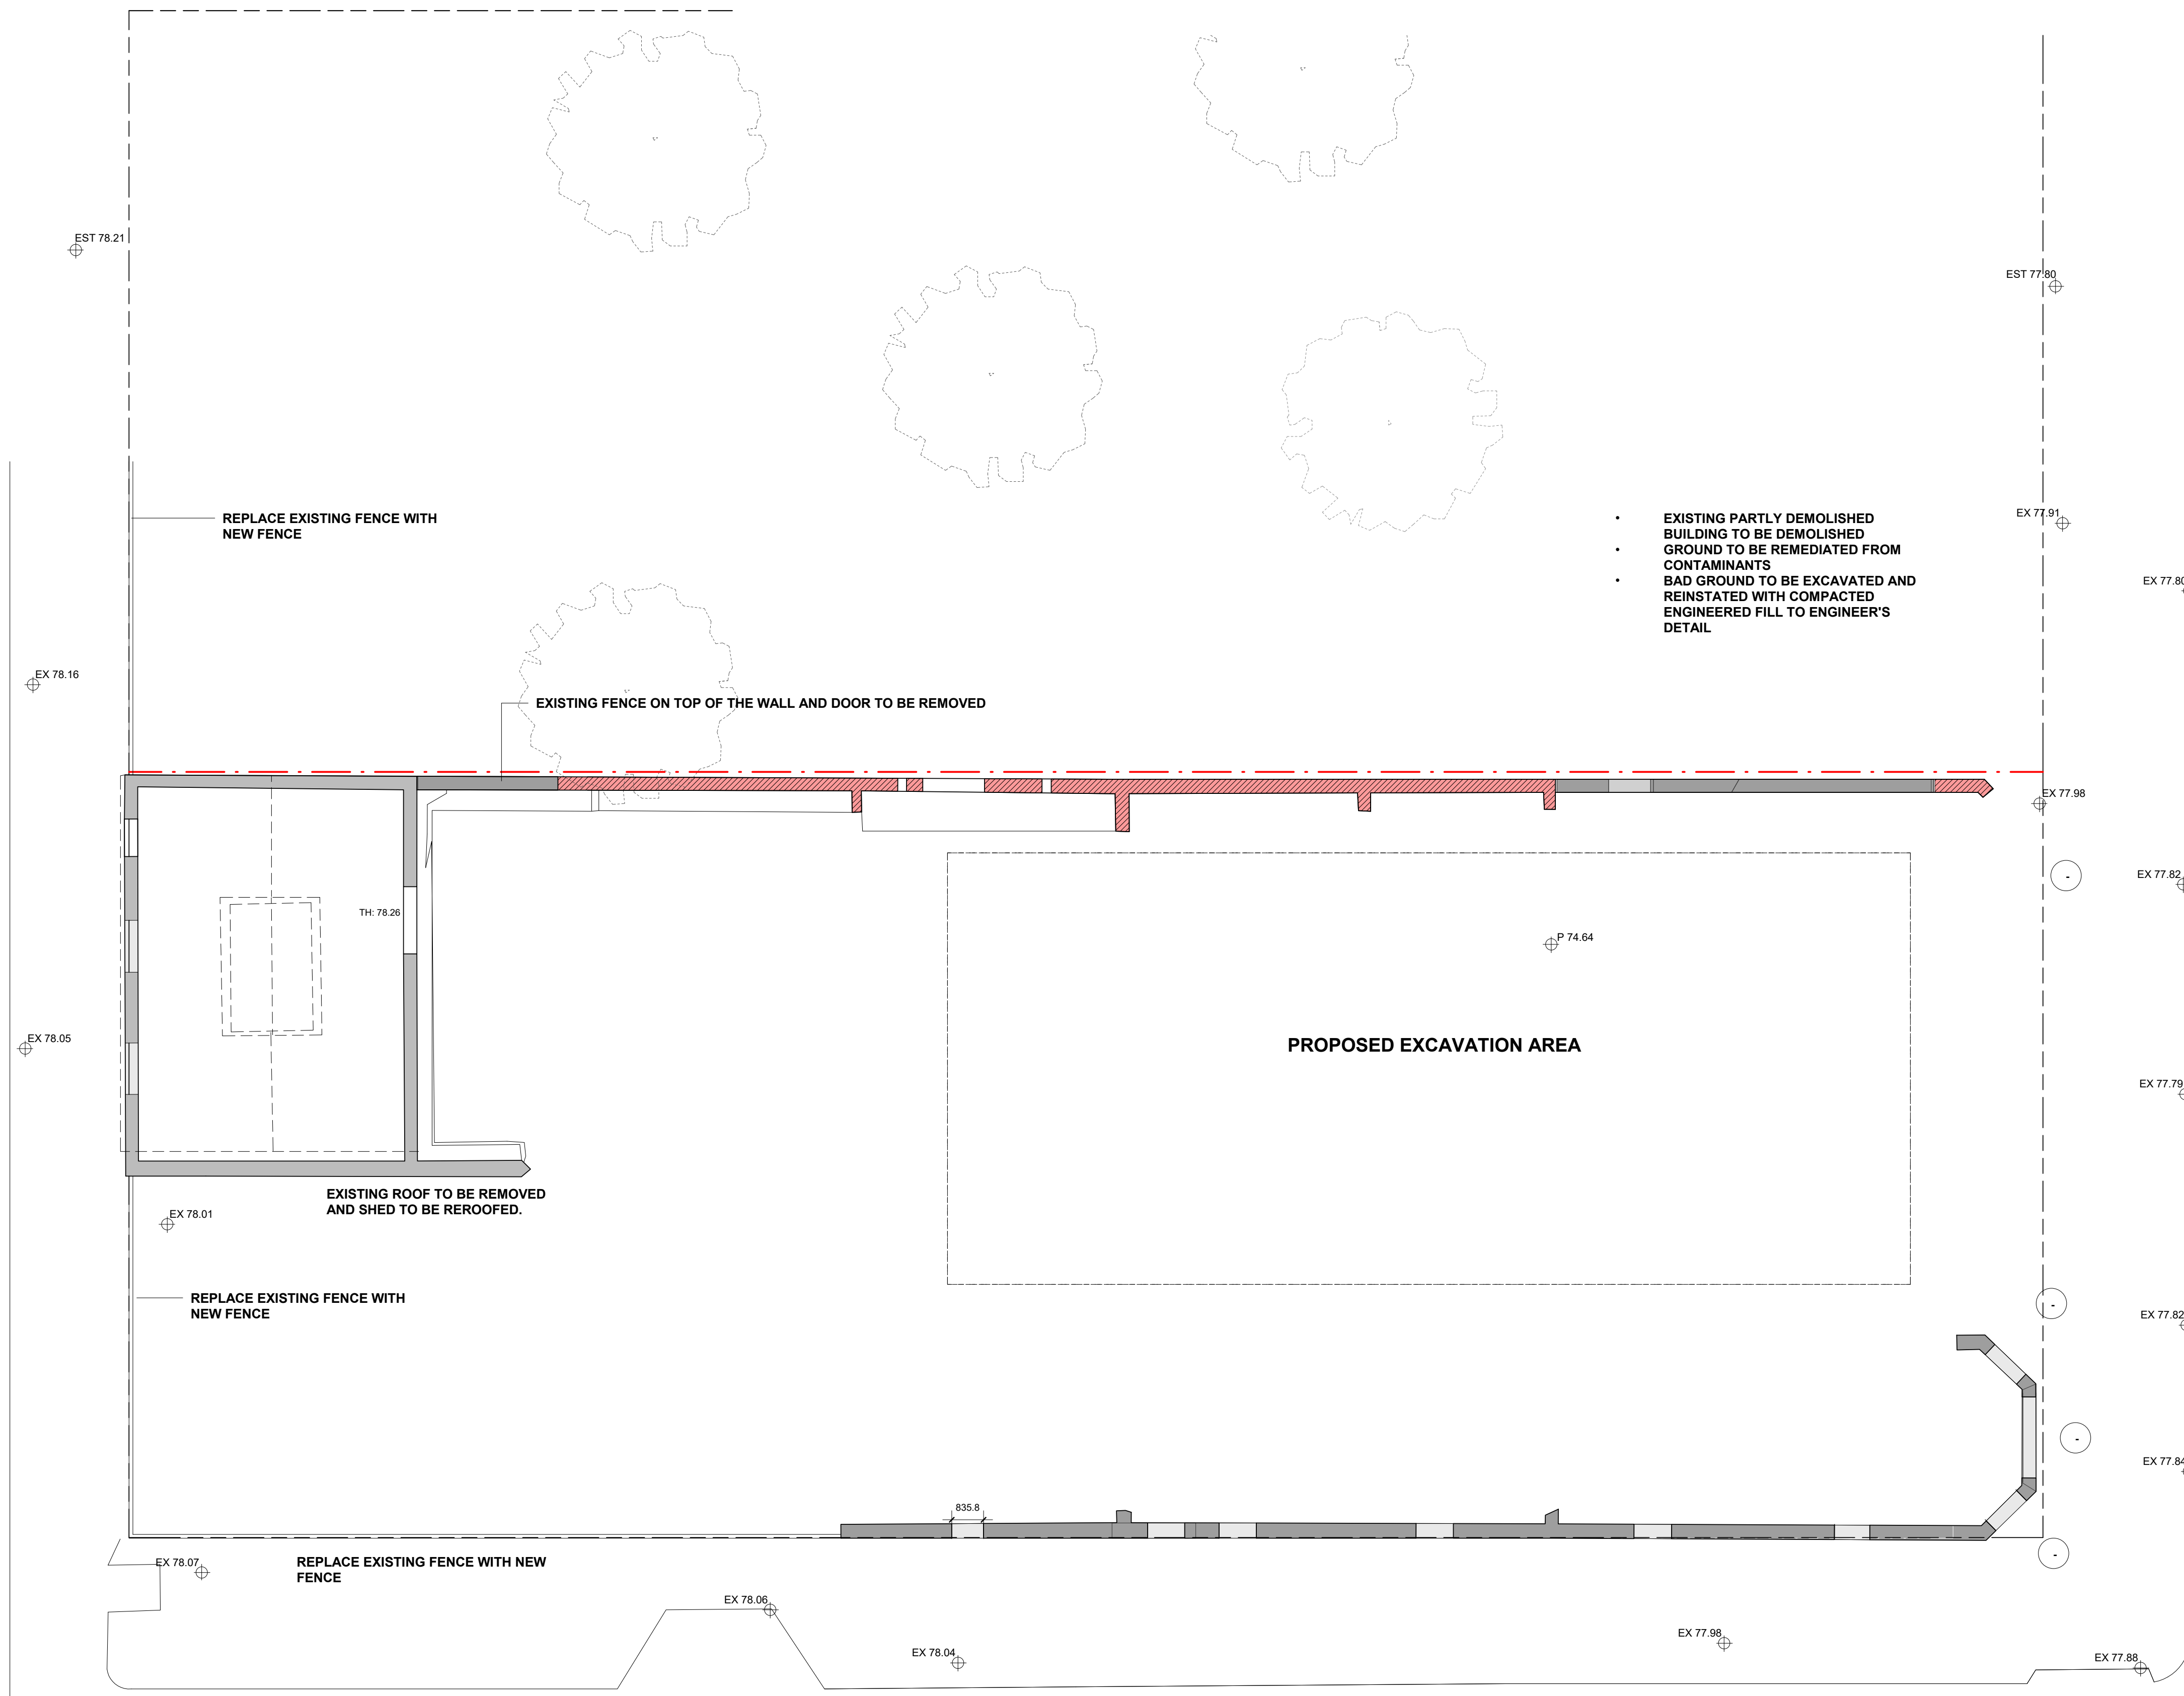 EST 78.21
EST 77.80
REPLACE EXISTING FENCE WITH
NEW FENCE
• EXISTING PARTLY DEMOLISHED
BUILDING TO BE DEMOLISHED
• GROUND TO BE REMEDIATED FROM
CONTAMINANTS
• BAD GROUND TO BE EXCAVATED AND
REINSTATED WITH COMPACTED
ENGINEERED FILL TO ENGINEER'S
DETAIL
EX 77.91
EX 77.80
EX 78.16
EXISTING FENCE ON TOP OF THE WALL AND DOOR TO BE REMOVED
EX 77.98
EX 77.82
-
TH: 78.26
P 74.64
PROPOSED EXCAVATION AREA
EX 78.05
EX 77.79
EXISTING ROOF TO BE REMOVED
AND SHED TO BE REROOFED.
EX 78.01
REPLACE EXISTING FENCE WITH
NEW FENCE
-
EX 77.82
-
EX 77.84
835.8
-
EX 78.07
REPLACE EXISTING FENCE WITH NEW
FENCE
EX 78.06
EX 78.04
EX 77.98
EX 77.88